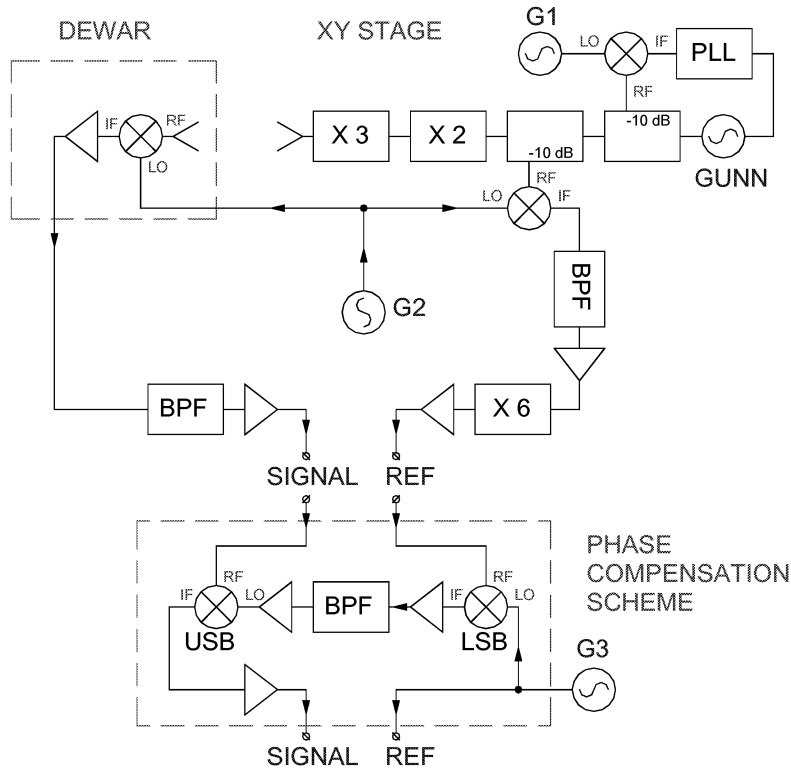 DEWAR
XY STAGE
G1
LO
IF
PLL
RF
IF
RF
LO
X 3
X 2
-10 dB
-10 dB
GUNN
RF
LO
IF
G2
BPF
BPF
X 6
SIGNAL
REF
PHASE
COMPENSATION
SCHEME
RF
IF
LO
USB
BPF
RF
IF
LO
LSB
G3
SIGNAL
REF